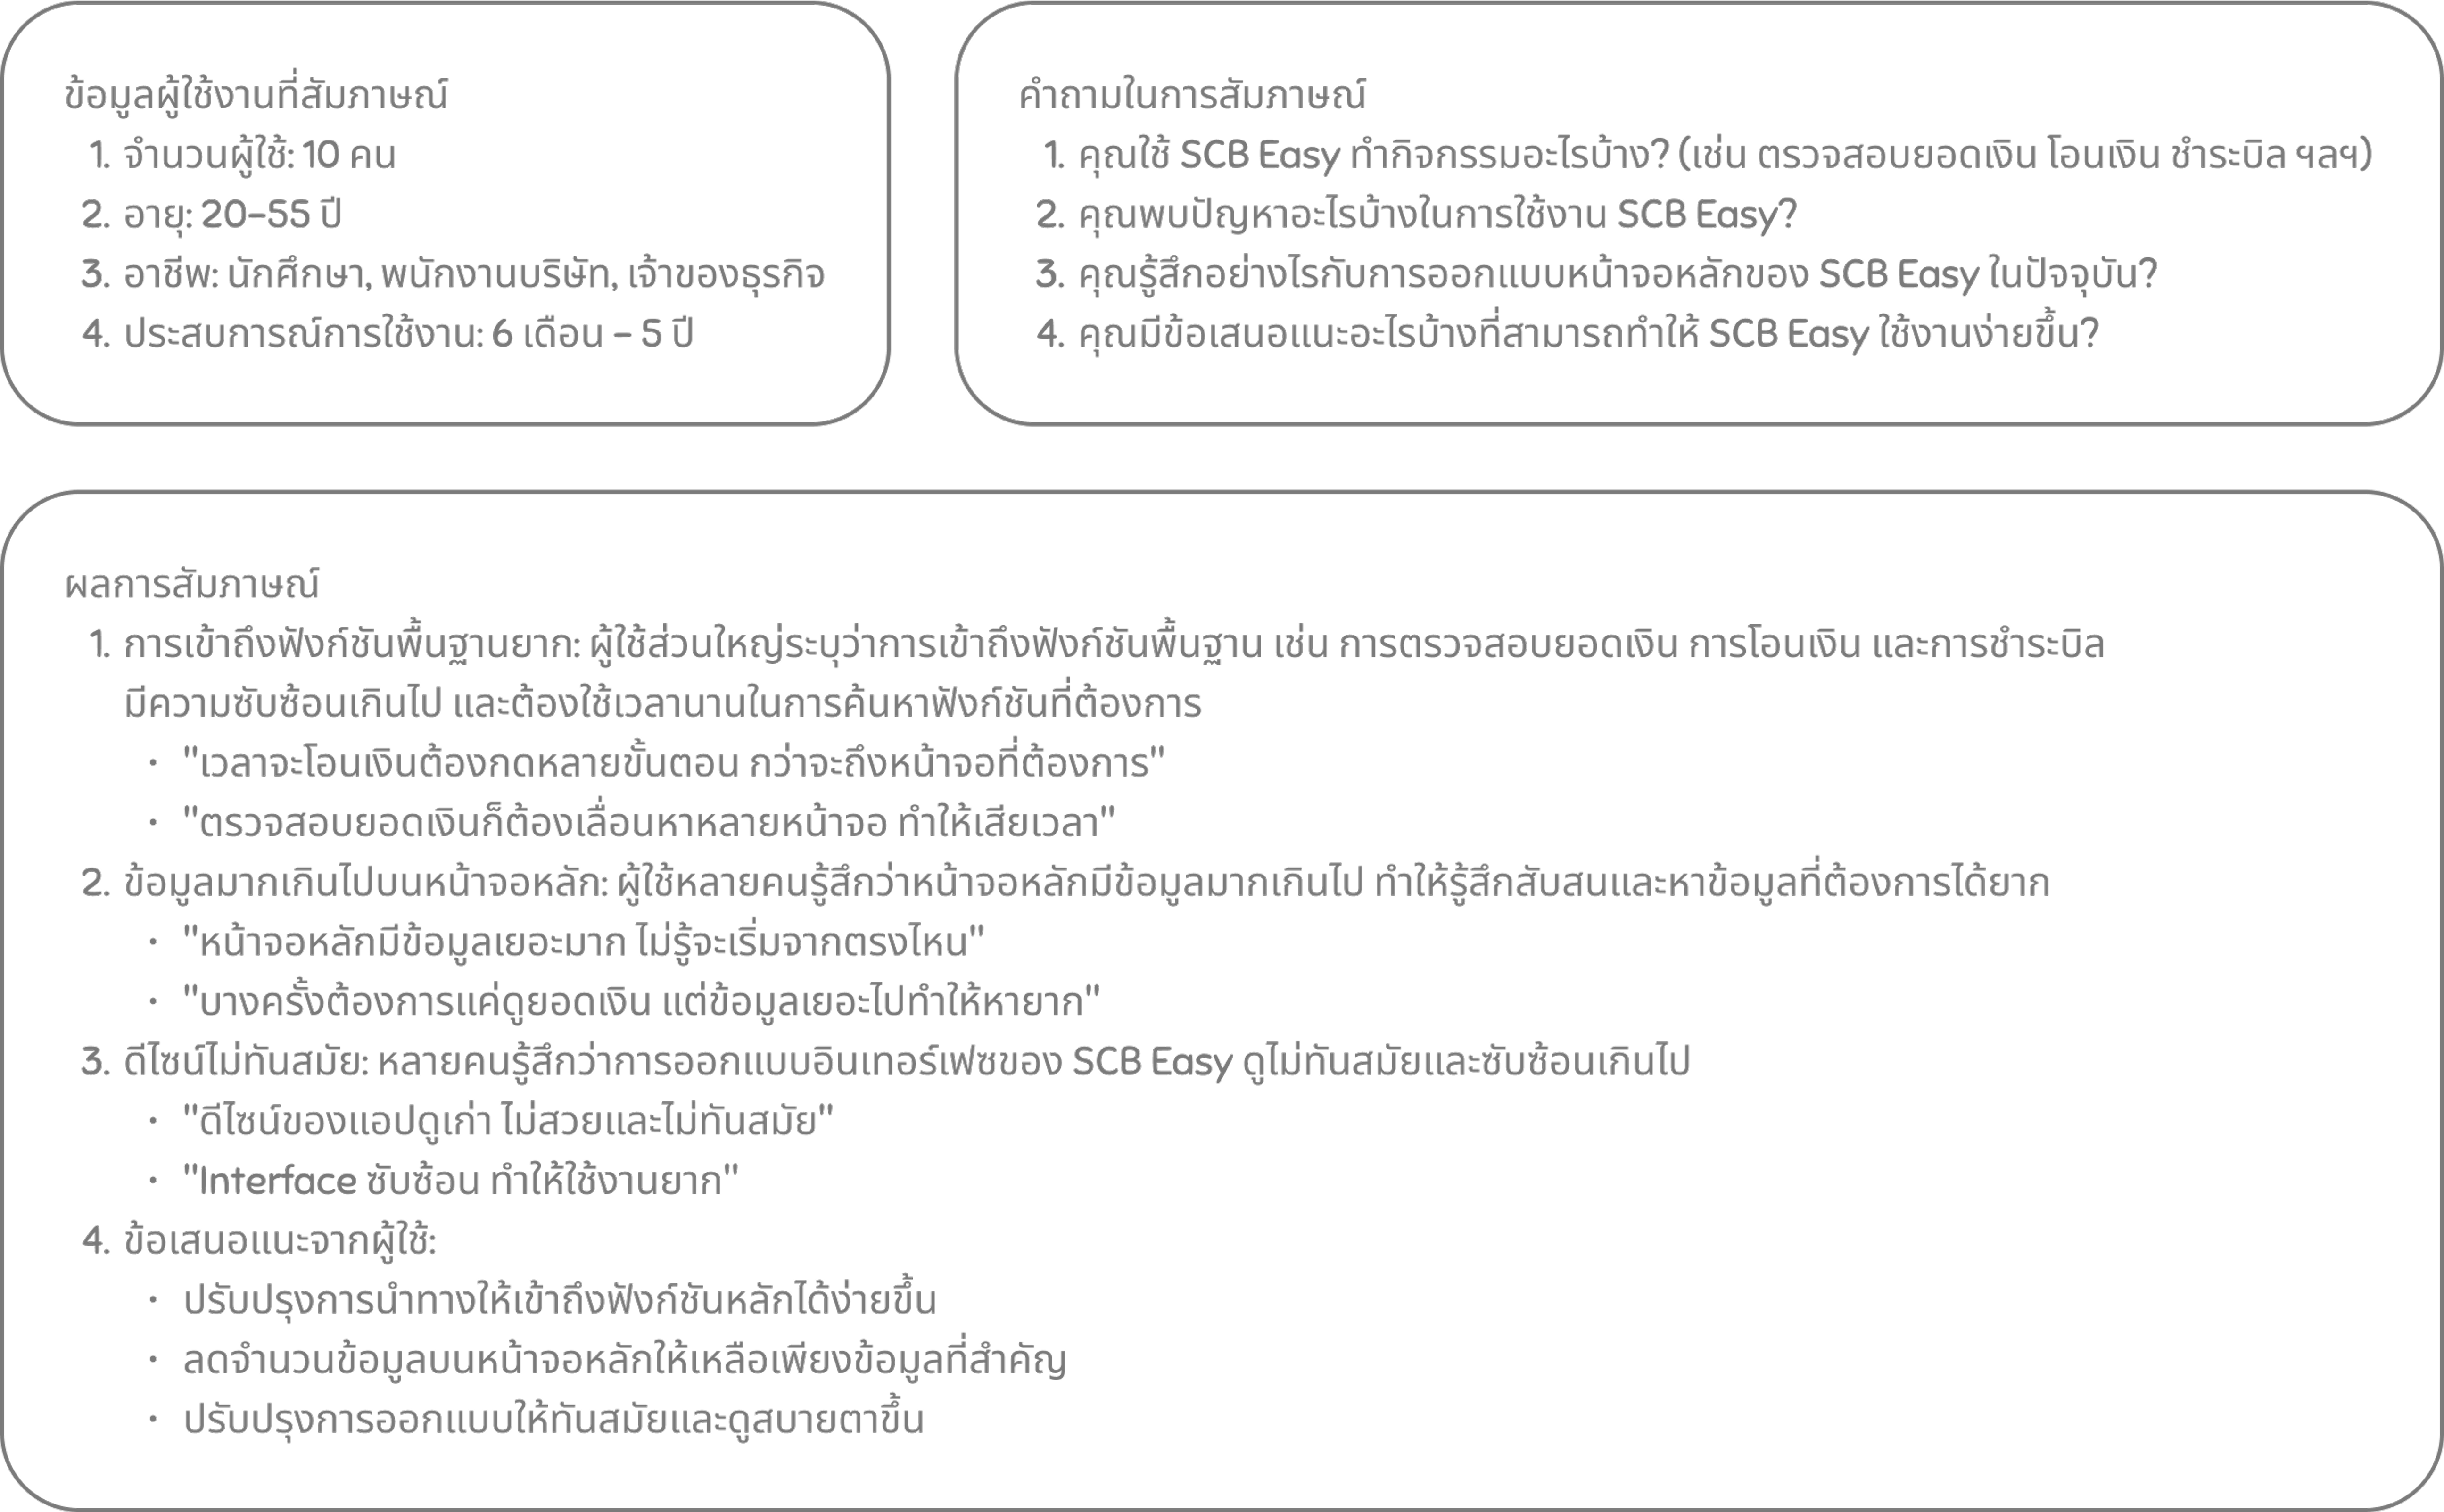 ข้อมูลผู้ใช้งานที่สัมภาษณ์
1. จำนวนผู้ใช้: 10 คน
2. อายุ: 20-55 ปี
3. อาชีพ: นักศึกษา, พนักงานบริษัท, เจ้าของธุรกิจ
4. ประสบการณ์การใช้งาน: 6 เดือน - 5 ปี
คำถามในการสัมภาษณ์
1. คุณใช้ SCB Easy ทำกิจกรรมอะไรบ้าง? (เช่น ตรวจสอบยอดเงิน โอนเงิน ชำระบิล ฯลฯ)
2. คุณพบปัญหาอะไรบ้างในการใช้งาน SCB Easy?
3. คุณรู้สึกอย่างไรกับการออกแบบหน้าจอหลักของ SCB Easy ในปัจจุบัน?
4. คุณมีข้อเสนอแนะอะไรบ้างที่สามารถทำให้ SCB Easy ใช้งานง่ายขึ้น?
ผลการสัมภาษณ์
1. การเข้าถึงฟังก์ชันพื้นฐานยาก: ผู้ใช้ส่วนใหญ่ระบุว่าการเข้าถึงฟังก์ชันพื้นฐาน เช่น การตรวจสอบยอดเงิน การโอนเงิน และการชำระบิล
มีความซับซ้อนเกินไป และต้องใช้เวลานานในการค้นหาฟังก์ชันที่ต้องการ
• "เวลาจะโอนเงินต้องกดหลายขั้นตอน กว่าจะถึงหน้าจอที่ต้องการ"
• "ตรวจสอบยอดเงินก็ต้องเลื่อนหาหลายหน้าจอ ทำให้เสียเวลา"
2. ข้อมูลมากเกินไปบนหน้าจอหลัก: ผู้ใช้หลายคนรู้สึกว่าหน้าจอหลักมีข้อมูลมากเกินไป ทำให้รู้สึกสับสนและหาข้อมูลที่ต้องการได้ยาก
• "หน้าจอหลักมีข้อมูลเยอะมาก ไม่รู้จะเริ่มจากตรงไหน"
• "บางครั้งต้องการแค่ดูยอดเงิน แต่ข้อมูลเยอะไปทำให้หายาก"
3. ดีไซน์ไม่ทันสมัย: หลายคนรู้สึกว่าการออกแบบอินเทอร์เฟซของ SCB Easy ดูไม่ทันสมัยและซับซ้อนเกินไป
• "ดีไซน์ของแอปดูเก่า ไม่สวยและไม่ทันสมัย"
• "Interface ซับซ้อน ทำให้ใช้งานยาก"
4. ข้อเสนอแนะจากผู้ใช้:
• ปรับปรุงการนำทางให้เข้าถึงฟังก์ชันหลักได้ง่ายขึ้น
• ลดจำนวนข้อมูลบนหน้าจอหลักให้เหลือเพียงข้อมูลที่สำคัญ
• ปรับปรุงการออกแบบให้ทันสมัยและดูสบายตาขึ้น